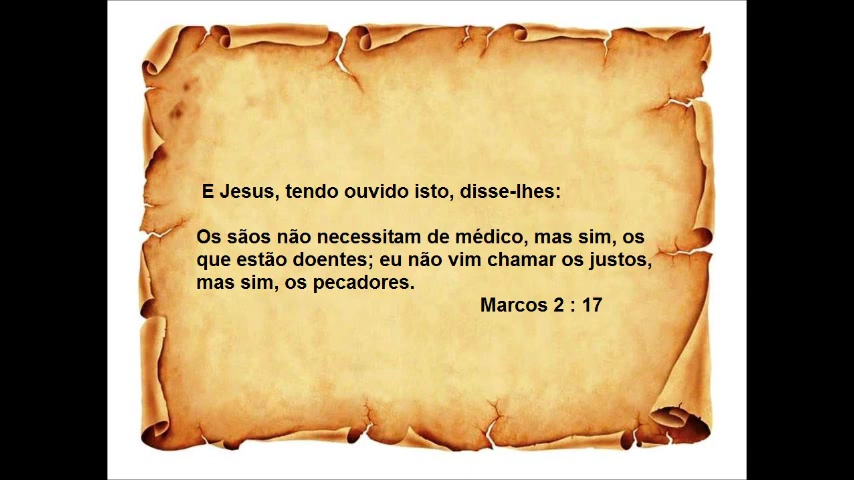 E Jesus, tendo ouvido isto, disse-lhes:
Os sãos não necessitam de médico, mas sim, os
que estão doentes; eu não vim chamar os justos,
mas sim, os pecadores.
Marcos 2 : 17